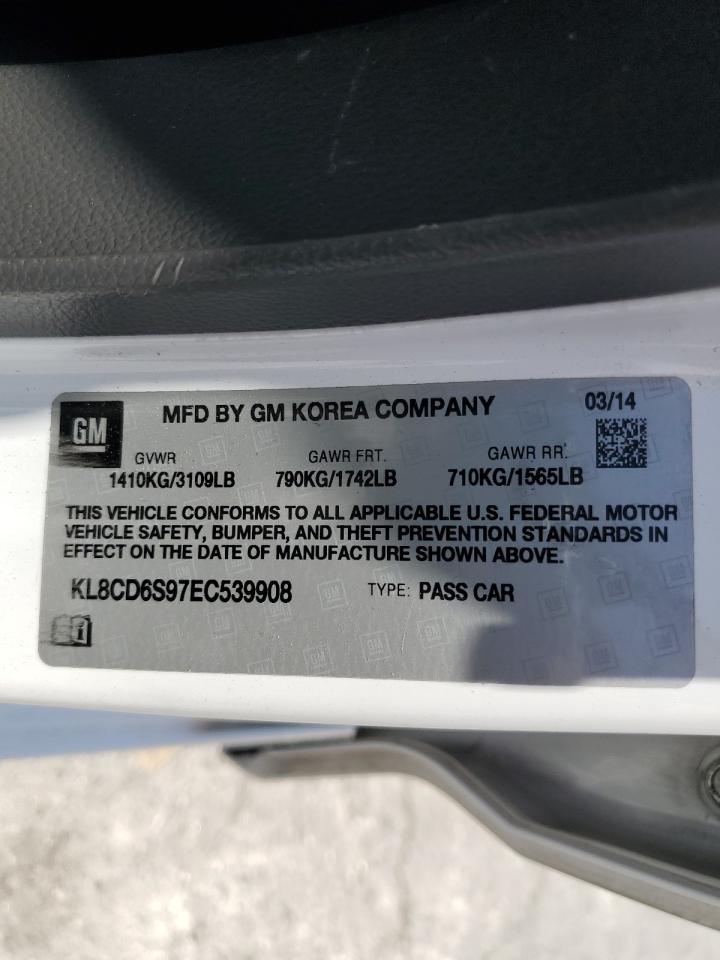 GM
MFD BY GM KOREA COMPANY
03/14
GVWR GAWR FRT. GAWR RR.
1410KG/3109LB 790KG/1742LB 710KG/1565LB
THIS VEHICLE CONFORMS TO ALL APPLICABLE U.S. FEDERAL MOTOR
VEHICLE SAFETY, BUMPER, AND THEFT PREVENTION STANDARDS IN
EFFECT ON THE DATE OF MANUFACTURE SHOWN ABOVE.
KL8CD6S97EC539908 TYPE: PASS CAR